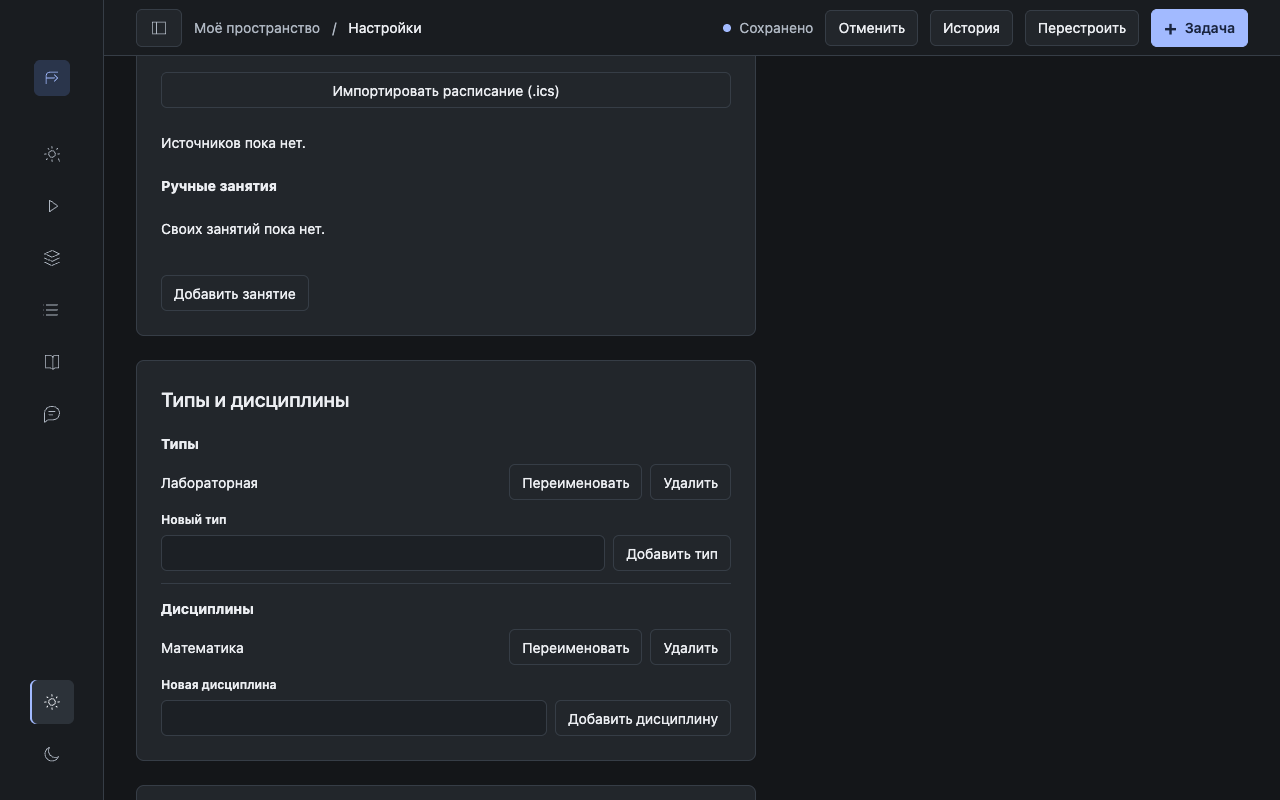 Моё пространство / Настройки
Сохранено
Отменить
История
Перестроить
+ Задача
Импортировать расписание (.ics)
Источников пока нет.
Ручные занятия
Своих занятий пока нет.
Добавить занятие
Типы и дисциплины
Типы
Лабораторная
Переименовать
Удалить
Новый тип
Добавить тип
Дисциплины
Математика
Переименовать
Удалить
Новая дисциплина
Добавить дисциплину